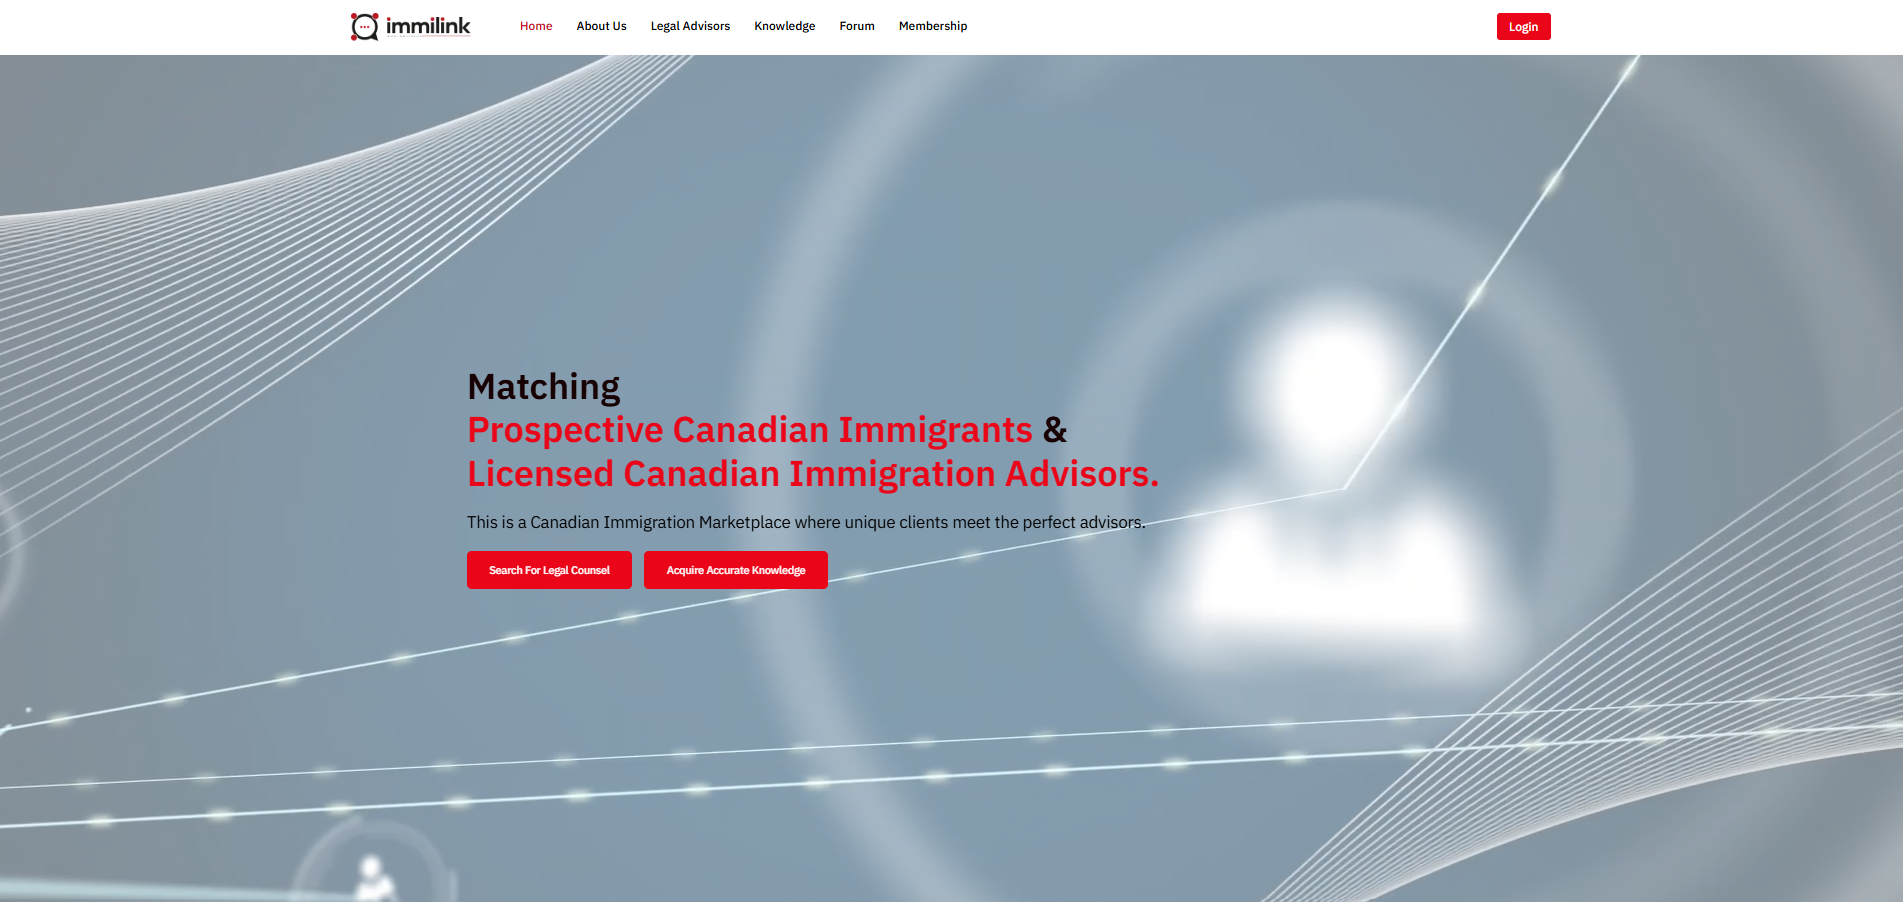 immilink
Home
About Us
Legal Advisors
Knowledge
Forum
Membership
Login
Matching
Prospective Canadian Immigrants &
Licensed Canadian Immigration Advisors.
This is a Canadian Immigration Marketplace where unique clients meet the perfect advisors.
Search For Legal Counsel
Acquire Accurate Knowledge